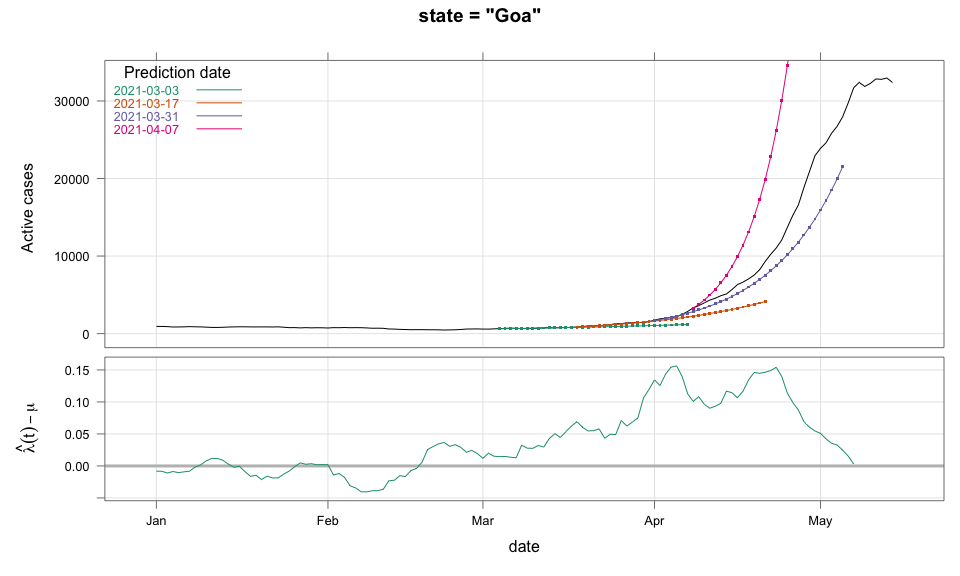 state = "Goa"
Prediction date
2021-03-03
2021-03-17
2021-03-31
2021-04-07
Active cases
30000
20000
10000
0
λ̂(t) − μ
0.15
0.10
0.05
0.00
Jan Feb Mar Apr May
date